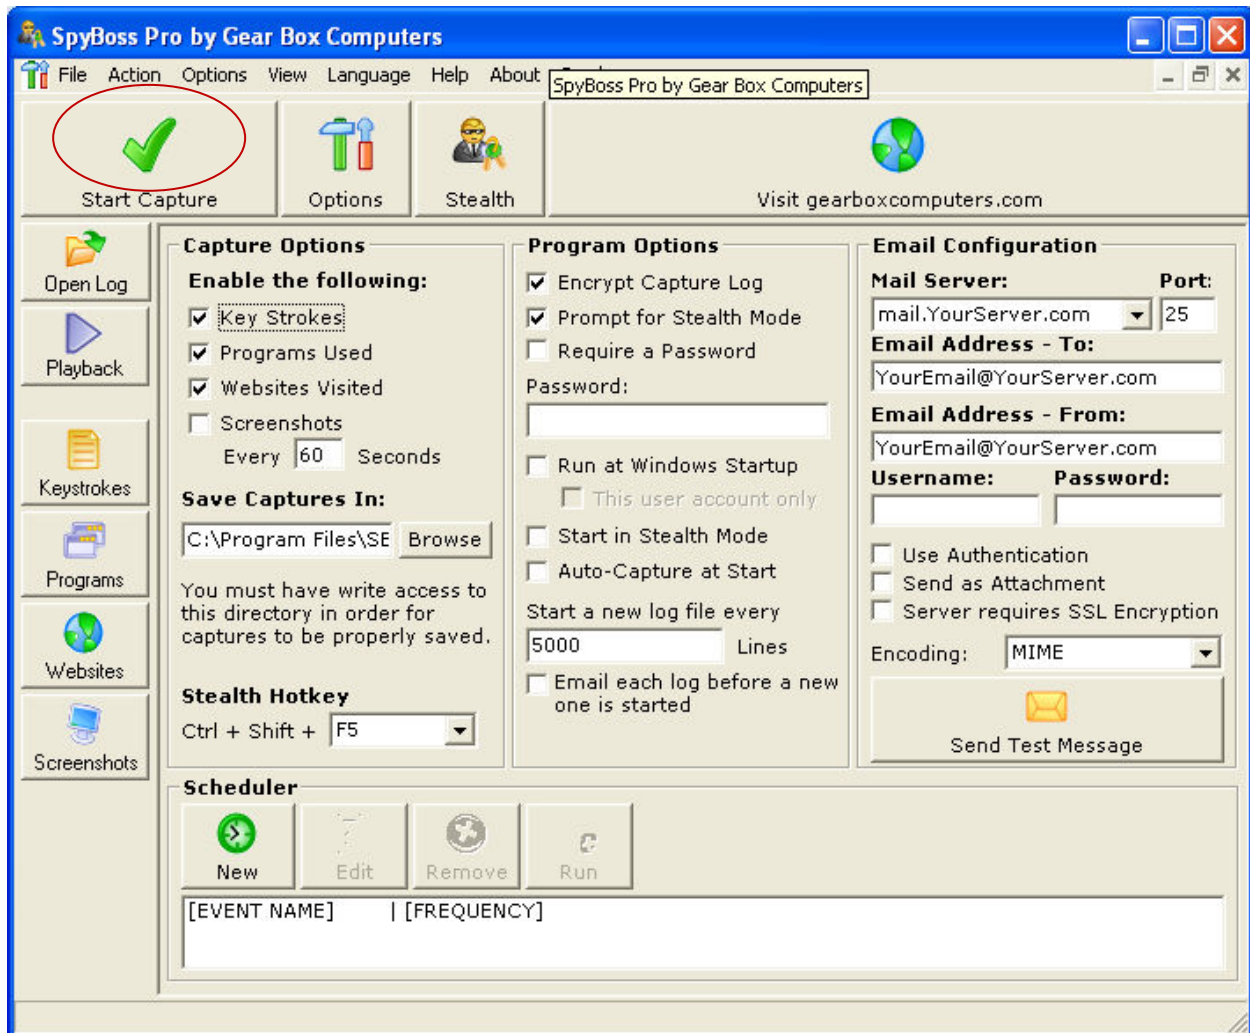 SpyBoss Pro by Gear Box Computers
File Action Options View Language Help About
SpyBoss Pro by Gear Box Computers
Start Capture
Options
Stealth
Visit gearboxcomputers.com
Open Log
Playback
Keystrokes
Programs
Websites
Screenshots
Capture Options
Enable the following:
Key Strokes
Programs Used
Websites Visited
Screenshots
Every 60 Seconds
Save Captures In:
C:\Program Files\SE Browse
You must have write access to
this directory in order for
captures to be properly saved.
Stealth Hotkey
Ctrl + Shift + F5
Program Options
Encrypt Capture Log
Prompt for Stealth Mode
Require a Password
Password:
Run at Windows Startup
This user account only
Start in Stealth Mode
Auto-Capture at Start
Start a new log file every
5000 Lines
Email each log before a new
one is started
Email Configuration
Mail Server: Port:
mail.YourServer.com 25
Email Address - To:
YourEmail@YourServer.com
Email Address - From:
YourEmail@YourServer.com
Username: Password:
Use Authentication
Send as Attachment
Server requires SSL Encryption
Encoding: MIME
Send Test Message
Scheduler
New
Edit
Remove
Run
[EVENT NAME] | [FREQUENCY]